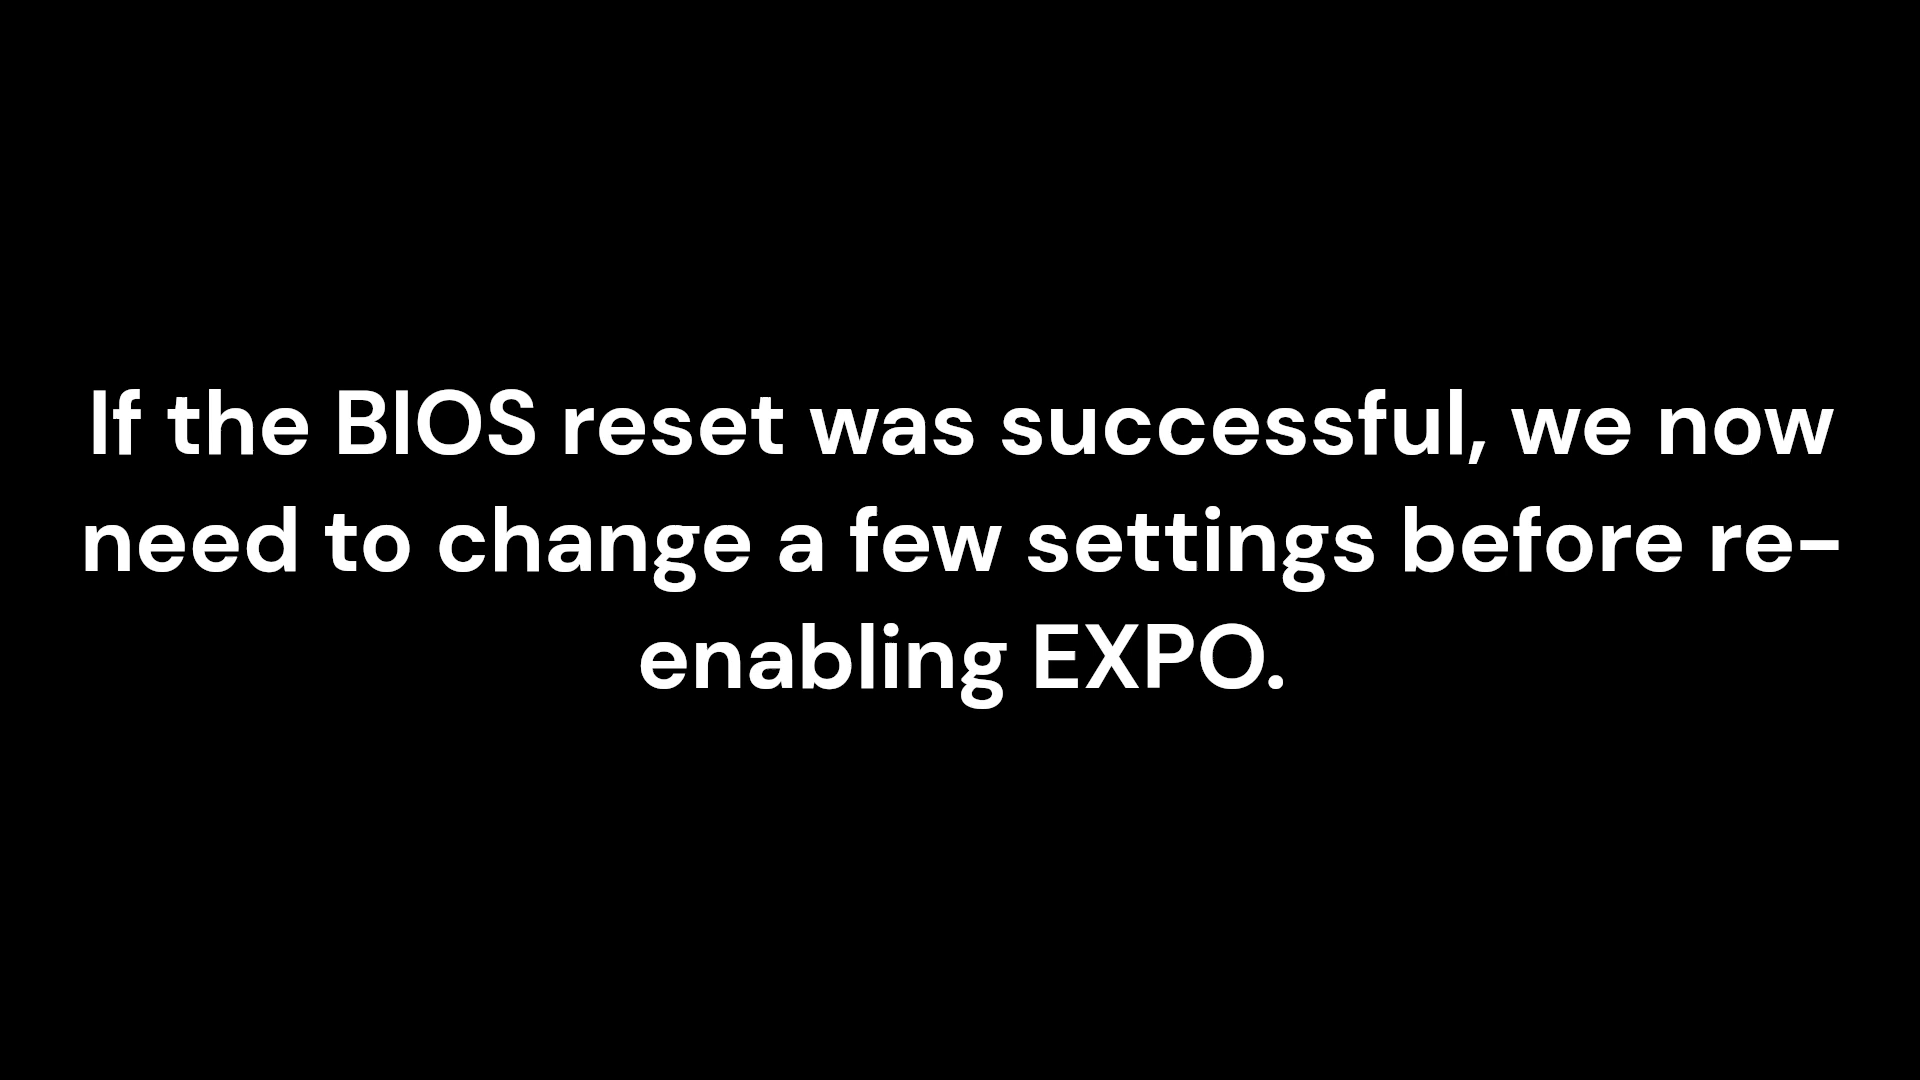 If the BIOS reset was successful, we now
need to change a few settings before re-
enabling EXPO.